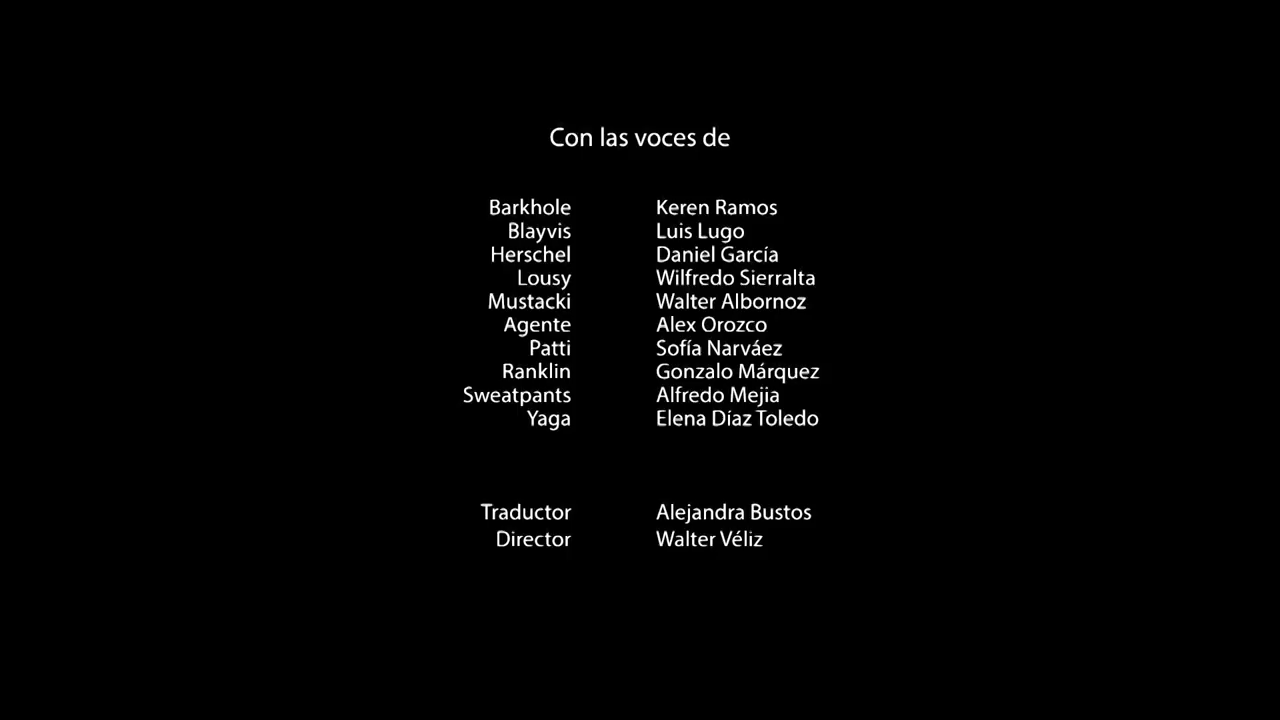 Con las voces de
Barkhole Keren Ramos
Blayvis Luis Lugo
Herschel Daniel García
Lousy Wilfredo Sierralta
Mustacki Walter Albornoz
Agente Alex Orozco
Patti Sofía Narváez
Ranklin Gonzalo Márquez
Sweatpants Alfredo Mejia
Yaga Elena Díaz Toledo
Traductor Alejandra Bustos
Director Walter Véliz